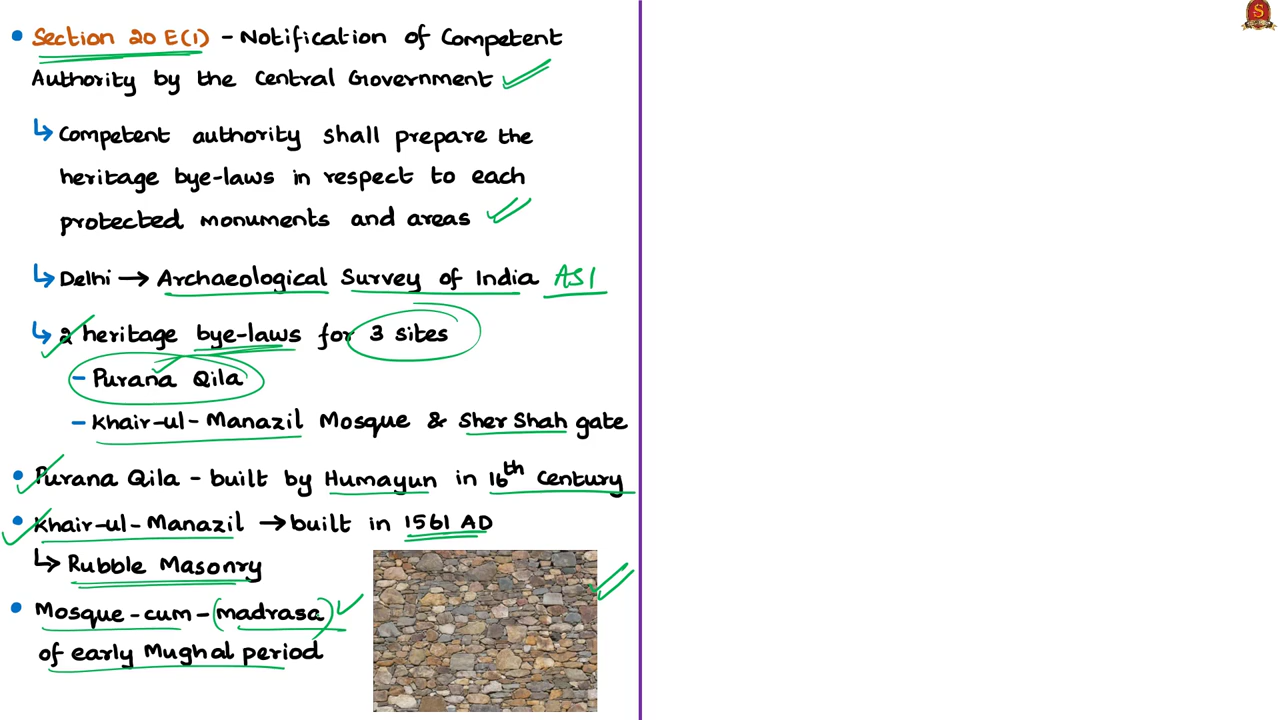 • Section 20 E(1) - Notification of Competent
Authority by the Central Government
↳ Competent authority shall prepare the
heritage bye-laws in respect to each
protected monuments and areas
↳ Delhi → Archaeological Survey of India ASI
↳ 2 heritage bye-laws for 3 sites
- Purana Qila
- Khair-ul-Manazil Mosque & Sher Shah gate
• Purana Qila - built by Humayun in 16th Century
• Khair-ul-Manazil → built in 1561 AD
↳ Rubble Masonry
• Mosque-cum-(madrasa)
of early Mughal period
S